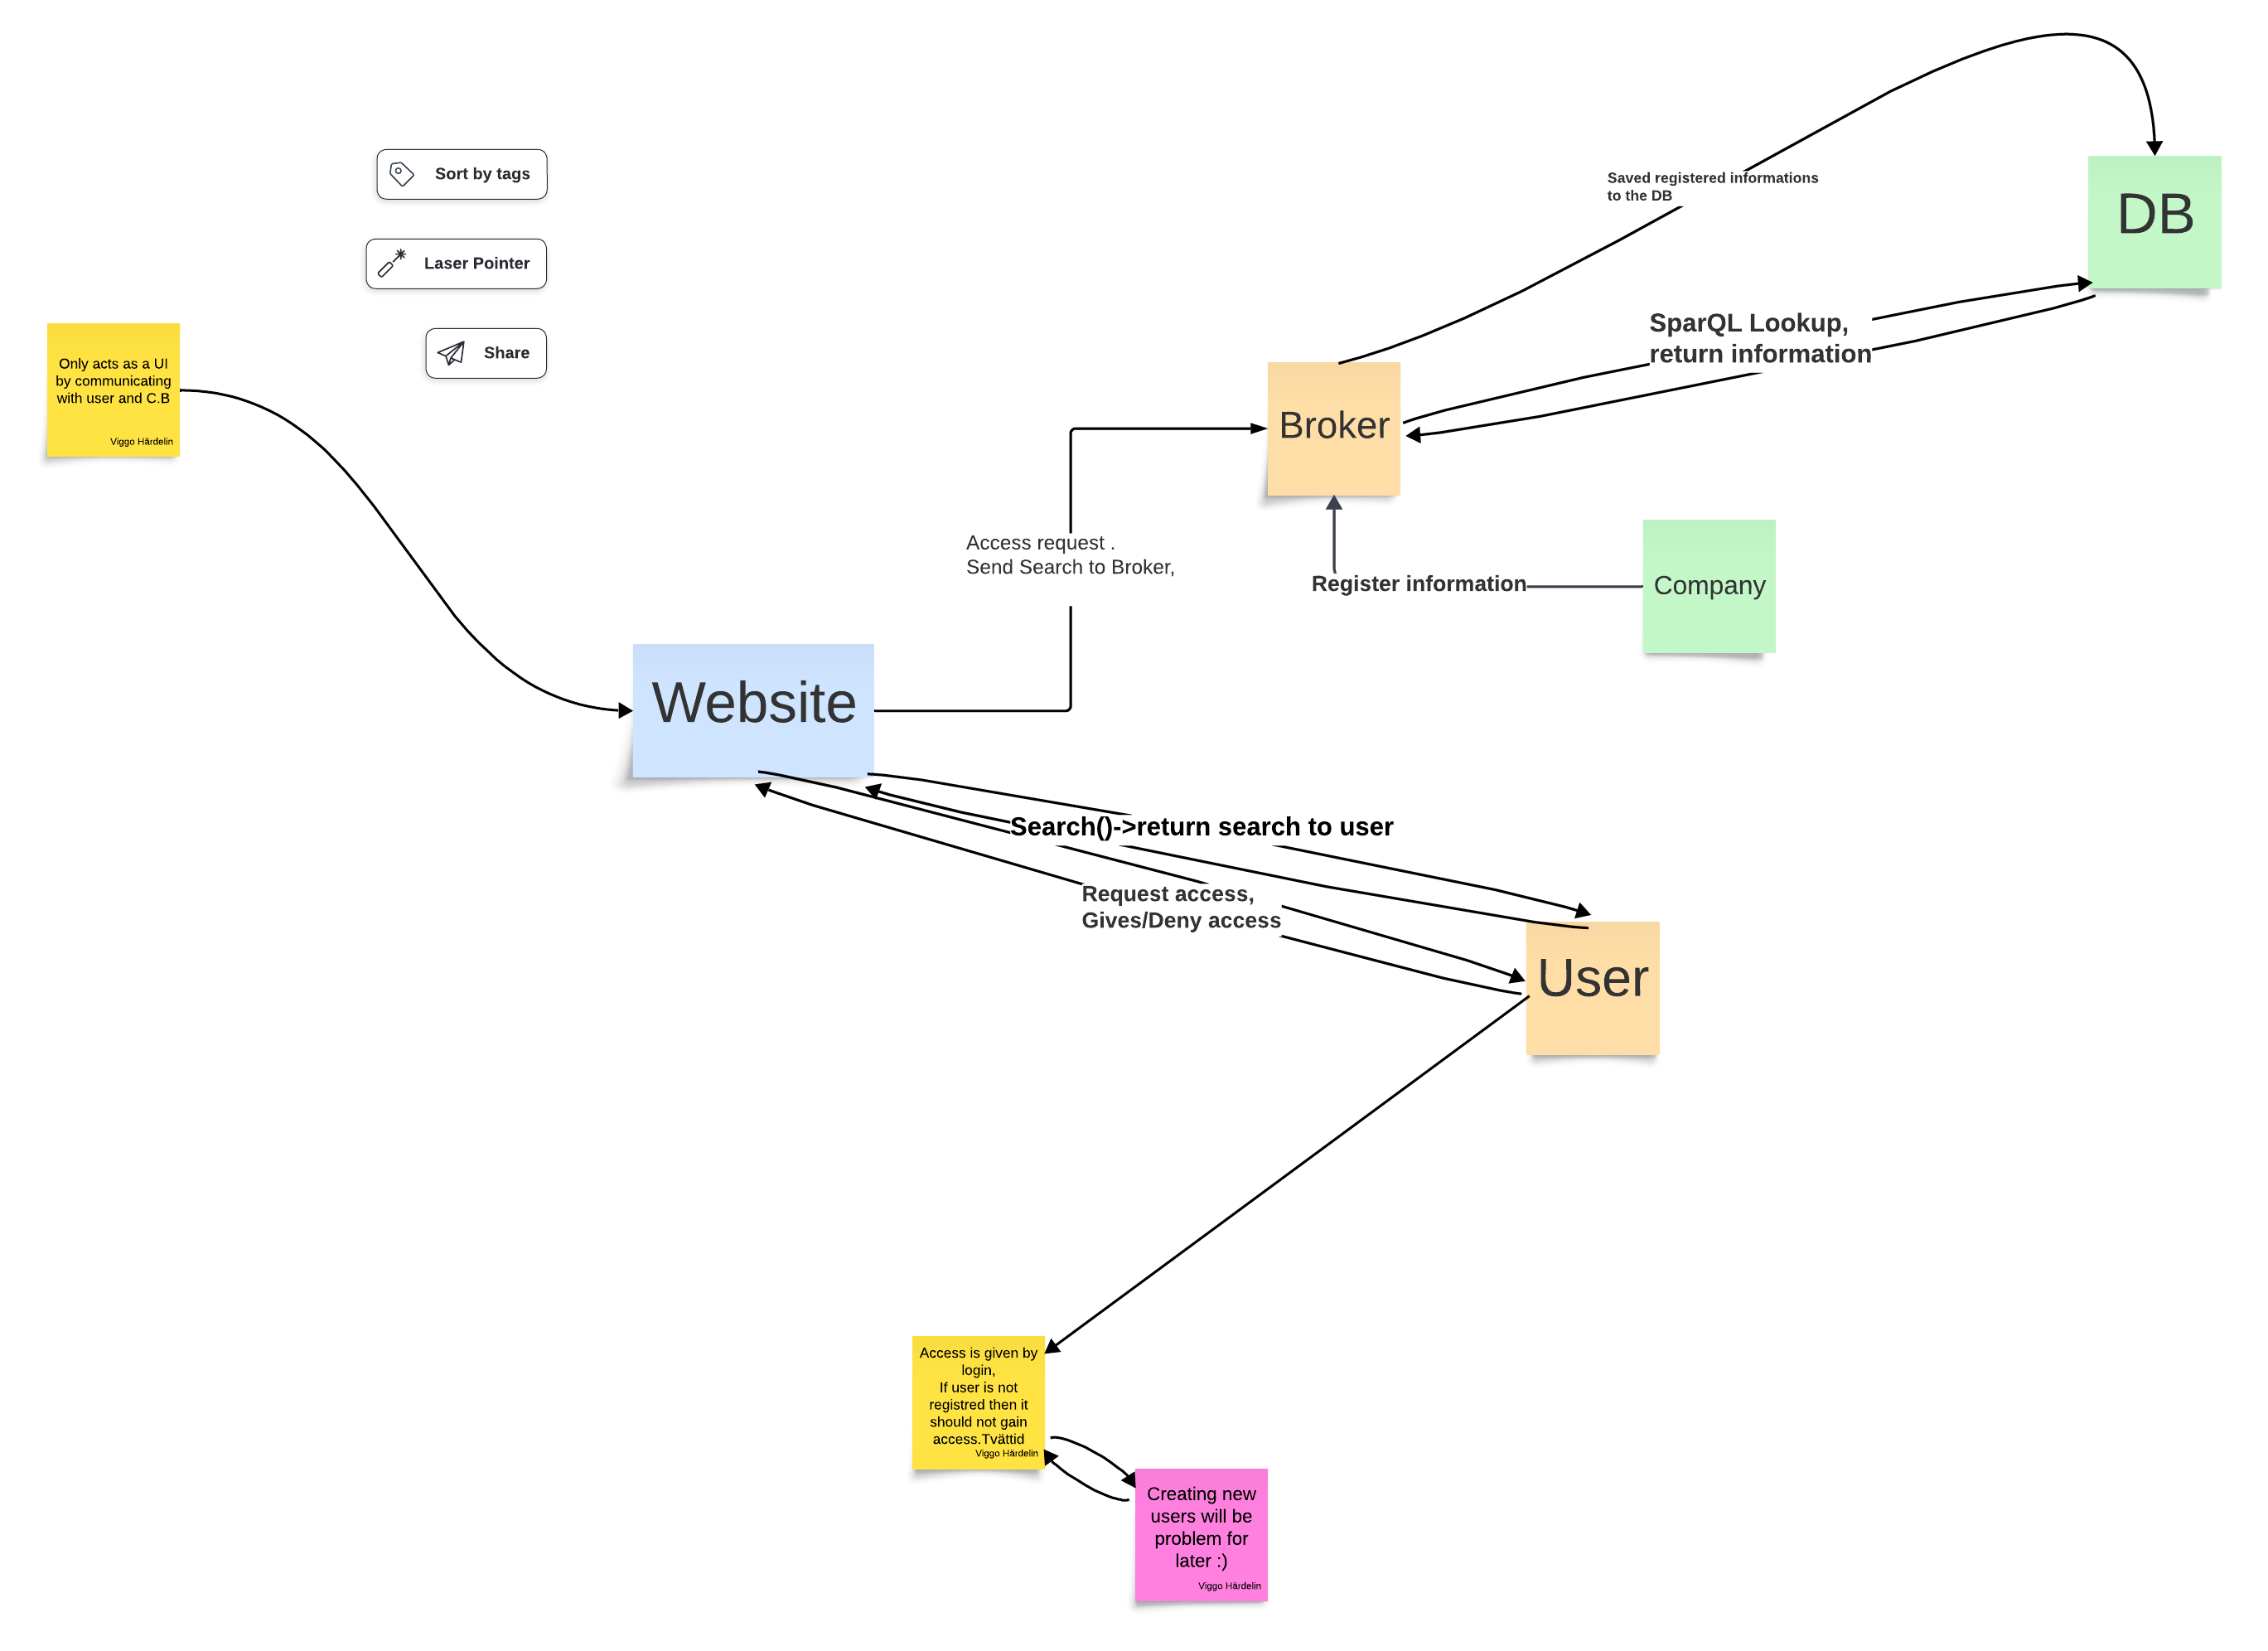 Sort by tags
Laser Pointer
Share
Only acts as a UI
by communicating
with user and C.B
Viggo Härdelin
Saved registered informations
to the DB
DB
SparQL Lookup,
return information
Broker
Access request .
Send Search to Broker,
Register information
Company
Website
Search()->return search to user
Request access,
Gives/Deny access
User
Access is given by
login,
If user is not
registred then it
should not gain
access.Tvättid
Viggo Härdelin
Creating new
users will be
problem for
later :)
Viggo Härdelin